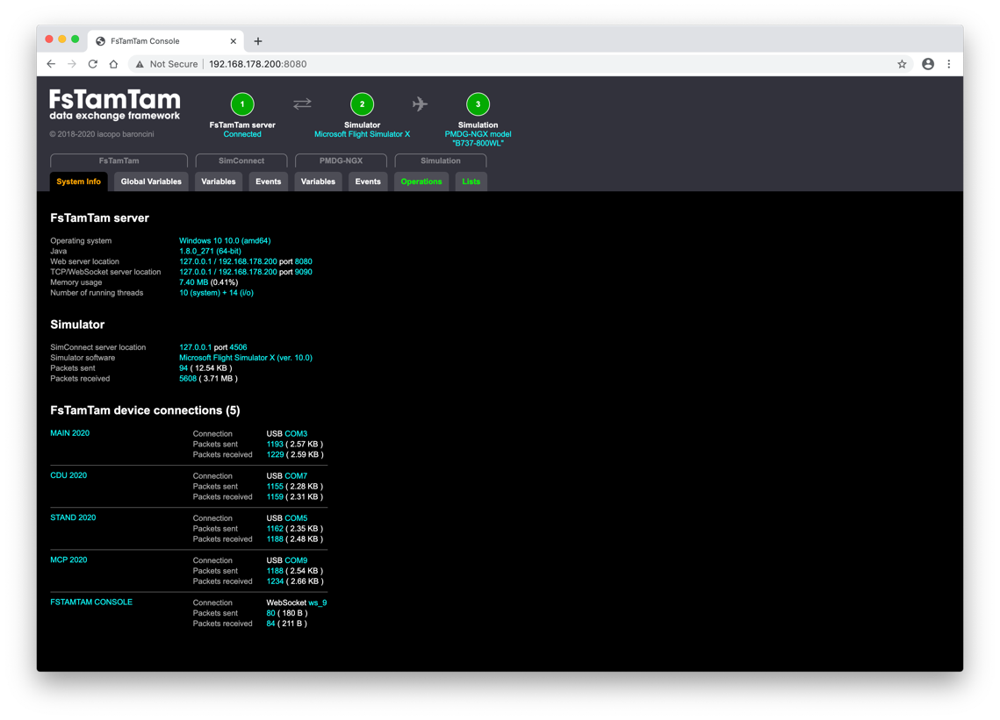 FsTamTam Console
Not Secure 192.168.178.200:8080
FsTamTam
data exchange framework
© 2018-2020 iacopo baroncini
1
FsTamTam server
Connected
2
Simulator
Microsoft Flight Simulator X
3
Simulation
PMDG-NGX model
"B737-800WL"
FsTamTam SimConnect PMDG-NGX Simulation
System Info Global Variables Variables Events Variables Events Operations Lists
FsTamTam server
Operating system Windows 10 10.0 (amd64)
Java 1.8.0_271 (64-bit)
Web server location 127.0.0.1 / 192.168.178.200 port 8080
TCP/WebSocket server location 127.0.0.1 / 192.168.178.200 port 9090
Memory usage 7.40 MB (0.41%)
Number of running threads 10 (system) + 14 (i/o)
Simulator
SimConnect server location 127.0.0.1 port 4506
Simulator software Microsoft Flight Simulator X (ver. 10.0)
Packets sent 94 ( 12.54 KB )
Packets received 5608 ( 3.71 MB )
FsTamTam device connections (5)
MAIN 2020 Connection USB COM3
Packets sent 1193 ( 2.57 KB )
Packets received 1229 ( 2.59 KB )
CDU 2020 Connection USB COM7
Packets sent 1155 ( 2.28 KB )
Packets received 1159 ( 2.31 KB )
STAND 2020 Connection USB COM5
Packets sent 1162 ( 2.35 KB )
Packets received 1188 ( 2.48 KB )
MCP 2020 Connection USB COM9
Packets sent 1188 ( 2.54 KB )
Packets received 1234 ( 2.66 KB )
FSTAMTAM CONSOLE Connection WebSocket ws_9
Packets sent 80 ( 180 B )
Packets received 84 ( 211 B )